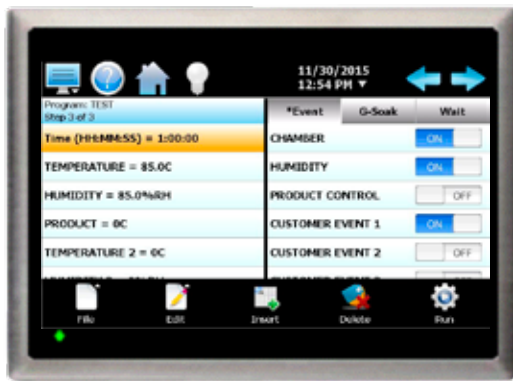 11/30/2015
12:54 PM ▼
Program: TEST
Step 3 of 3
*Event G-Soak Wait
Time (HH:MM:SS) = 1:00:00
CHAMBER ON
TEMPERATURE = 85.0C
HUMIDITY ON
HUMIDITY = 85.0%RH
PRODUCT CONTROL OFF
PRODUCT = 0C
CUSTOMER EVENT 1 ON
TEMPERATURE 2 = 0C
CUSTOMER EVENT 2 OFF
File Edit Insert Delete Run